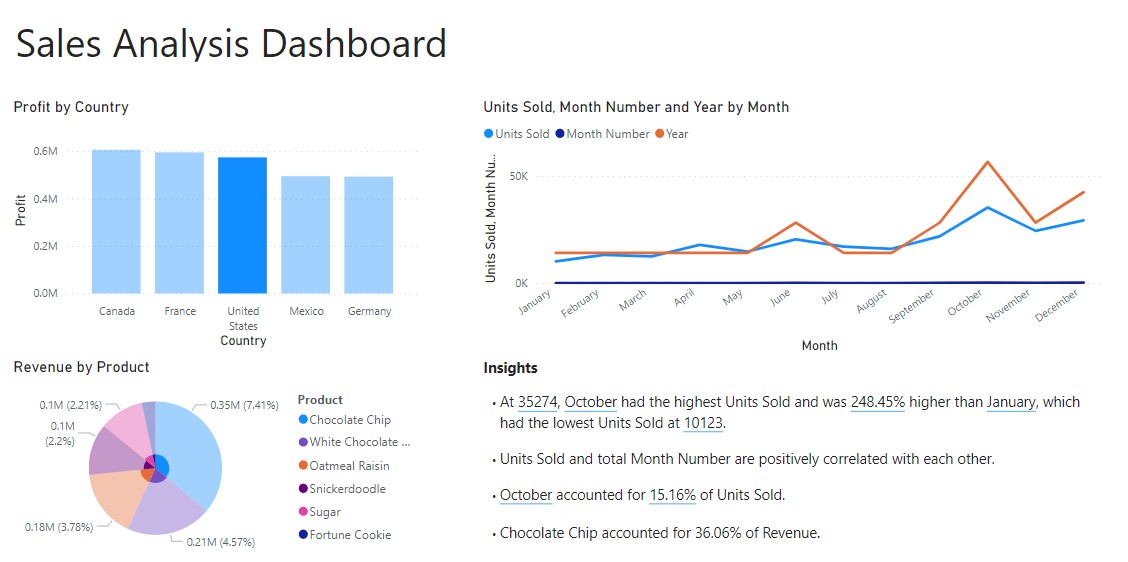 Sales Analysis Dashboard
Profit by Country
0.6M
0.4M
0.2M
0.0M
Profit
Canada
France
United
States
Mexico
Germany
Country
Units Sold, Month Number and Year by Month
Units Sold
Month Number
Year
Units Sold, Month Nu...
50K
0K
January
February
March
April
May
June
July
August
September
October
November
December
Month
Revenue by Product
0.1M (2.21%)
0.1M
(2.2%)
0.18M (3.78%)
0.35M (7.41%)
0.21M (4.57%)
Product
Chocolate Chip
White Chocolate ...
Oatmeal Raisin
Snickerdoodle
Sugar
Fortune Cookie
Insights
• At 35274, October had the highest Units Sold and was 248.45% higher than January, which
had the lowest Units Sold at 10123.
• Units Sold and total Month Number are positively correlated with each other.
• October accounted for 15.16% of Units Sold.
• Chocolate Chip accounted for 36.06% of Revenue.